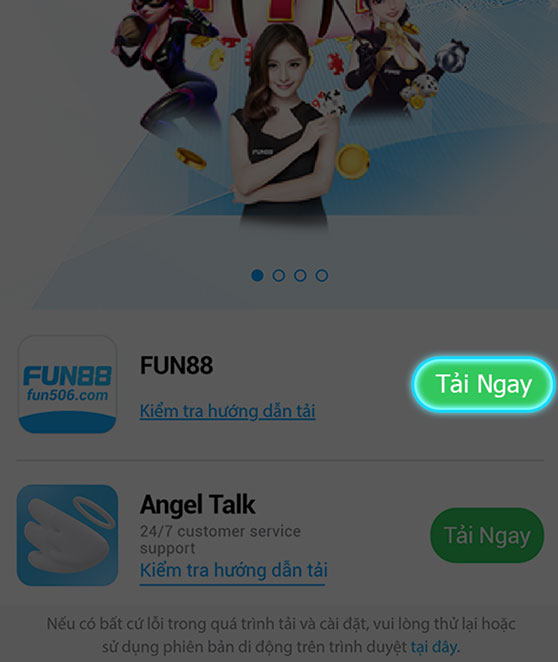 FUN88
FUN88
FUN88
fun506.com
FUN88
Kiểm tra hướng dẫn tải
Tải Ngay
Angel Talk
24/7 customer service
support
Kiểm tra hướng dẫn tải
Tải Ngay
Nếu có bất cứ lỗi trong quá trình tải và cài đặt, vui lòng thử lại hoặc
sử dụng phiên bản di động trên trình duyệt tại đây.